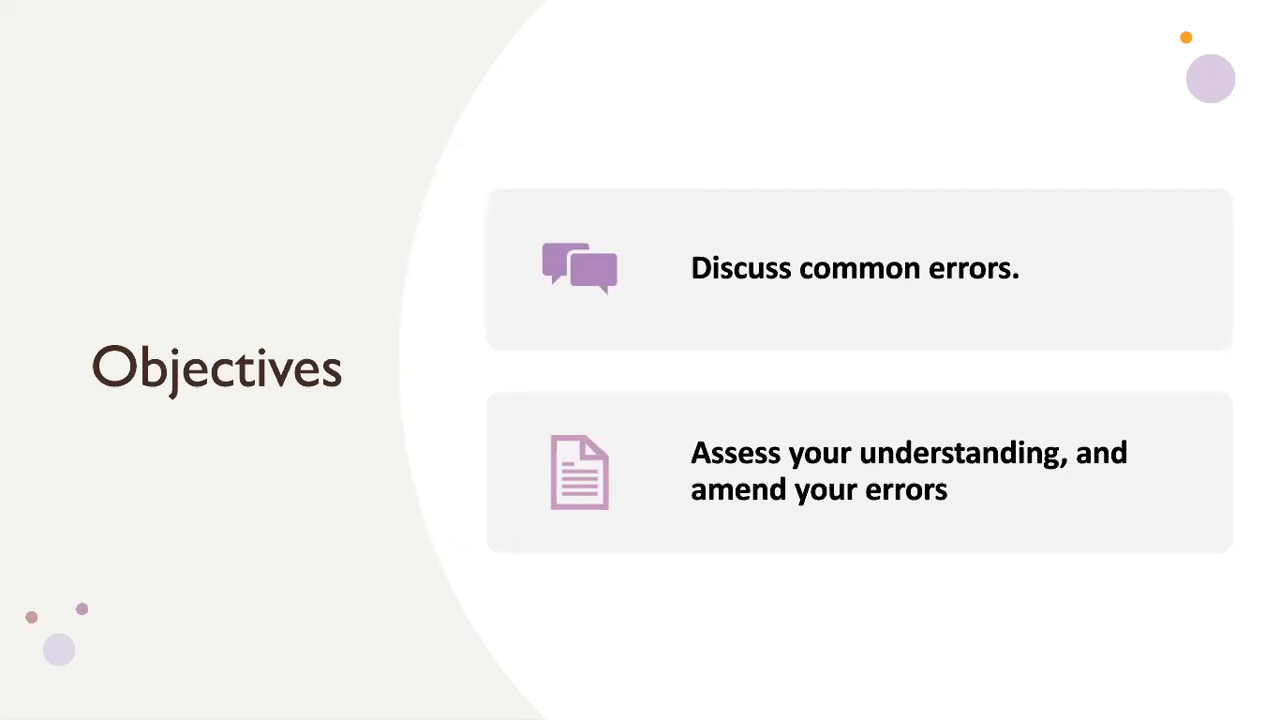 Objectives
Discuss common errors.
Assess your understanding, and
amend your errors